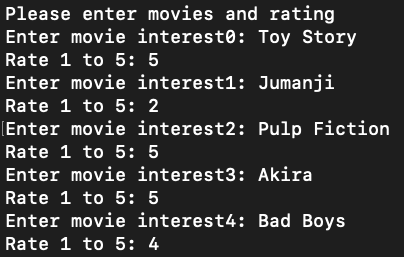 Please enter movies and rating
Enter movie interest0: Toy Story
Rate 1 to 5: 5
Enter movie interest1: Jumanji
Rate 1 to 5: 2
Enter movie interest2: Pulp Fiction
Rate 1 to 5: 5
Enter movie interest3: Akira
Rate 1 to 5: 5
Enter movie interest4: Bad Boys
Rate 1 to 5: 4